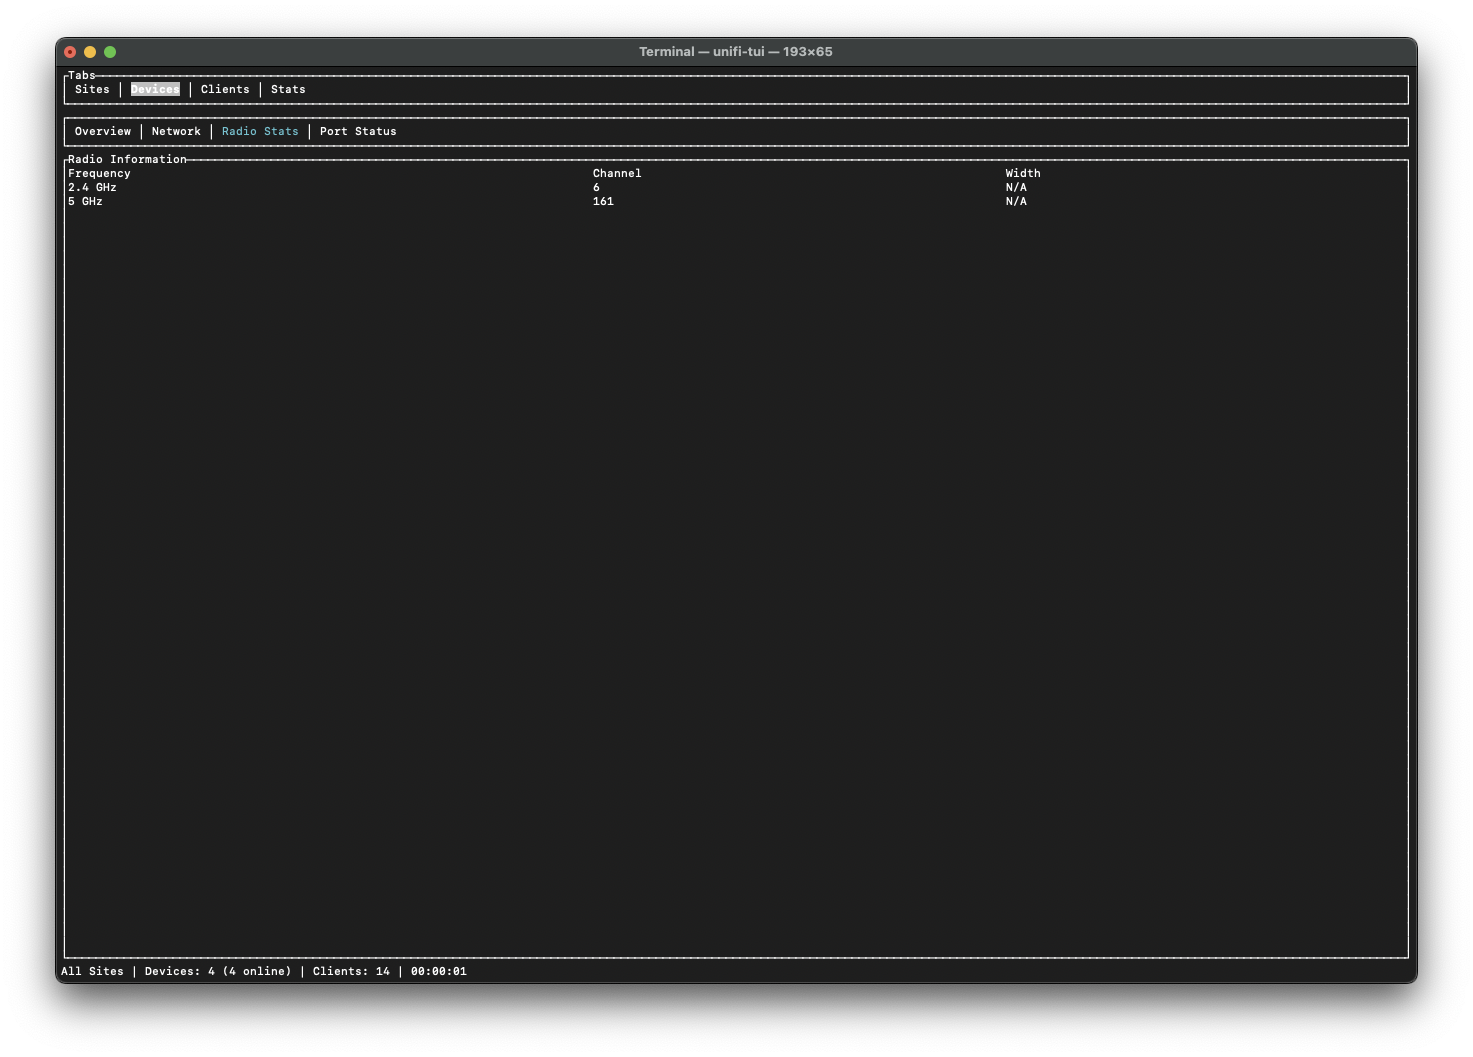 Terminal — unifi-tui — 193×65
Tabs
Sites │ Devices │ Clients │ Stats
Overview │ Network │ Radio Stats │ Port Status
Radio Information
Frequency Channel Width
2.4 GHz 6 N/A
5 GHz 161 N/A
All Sites | Devices: 4 (4 online) | Clients: 14 | 00:00:01